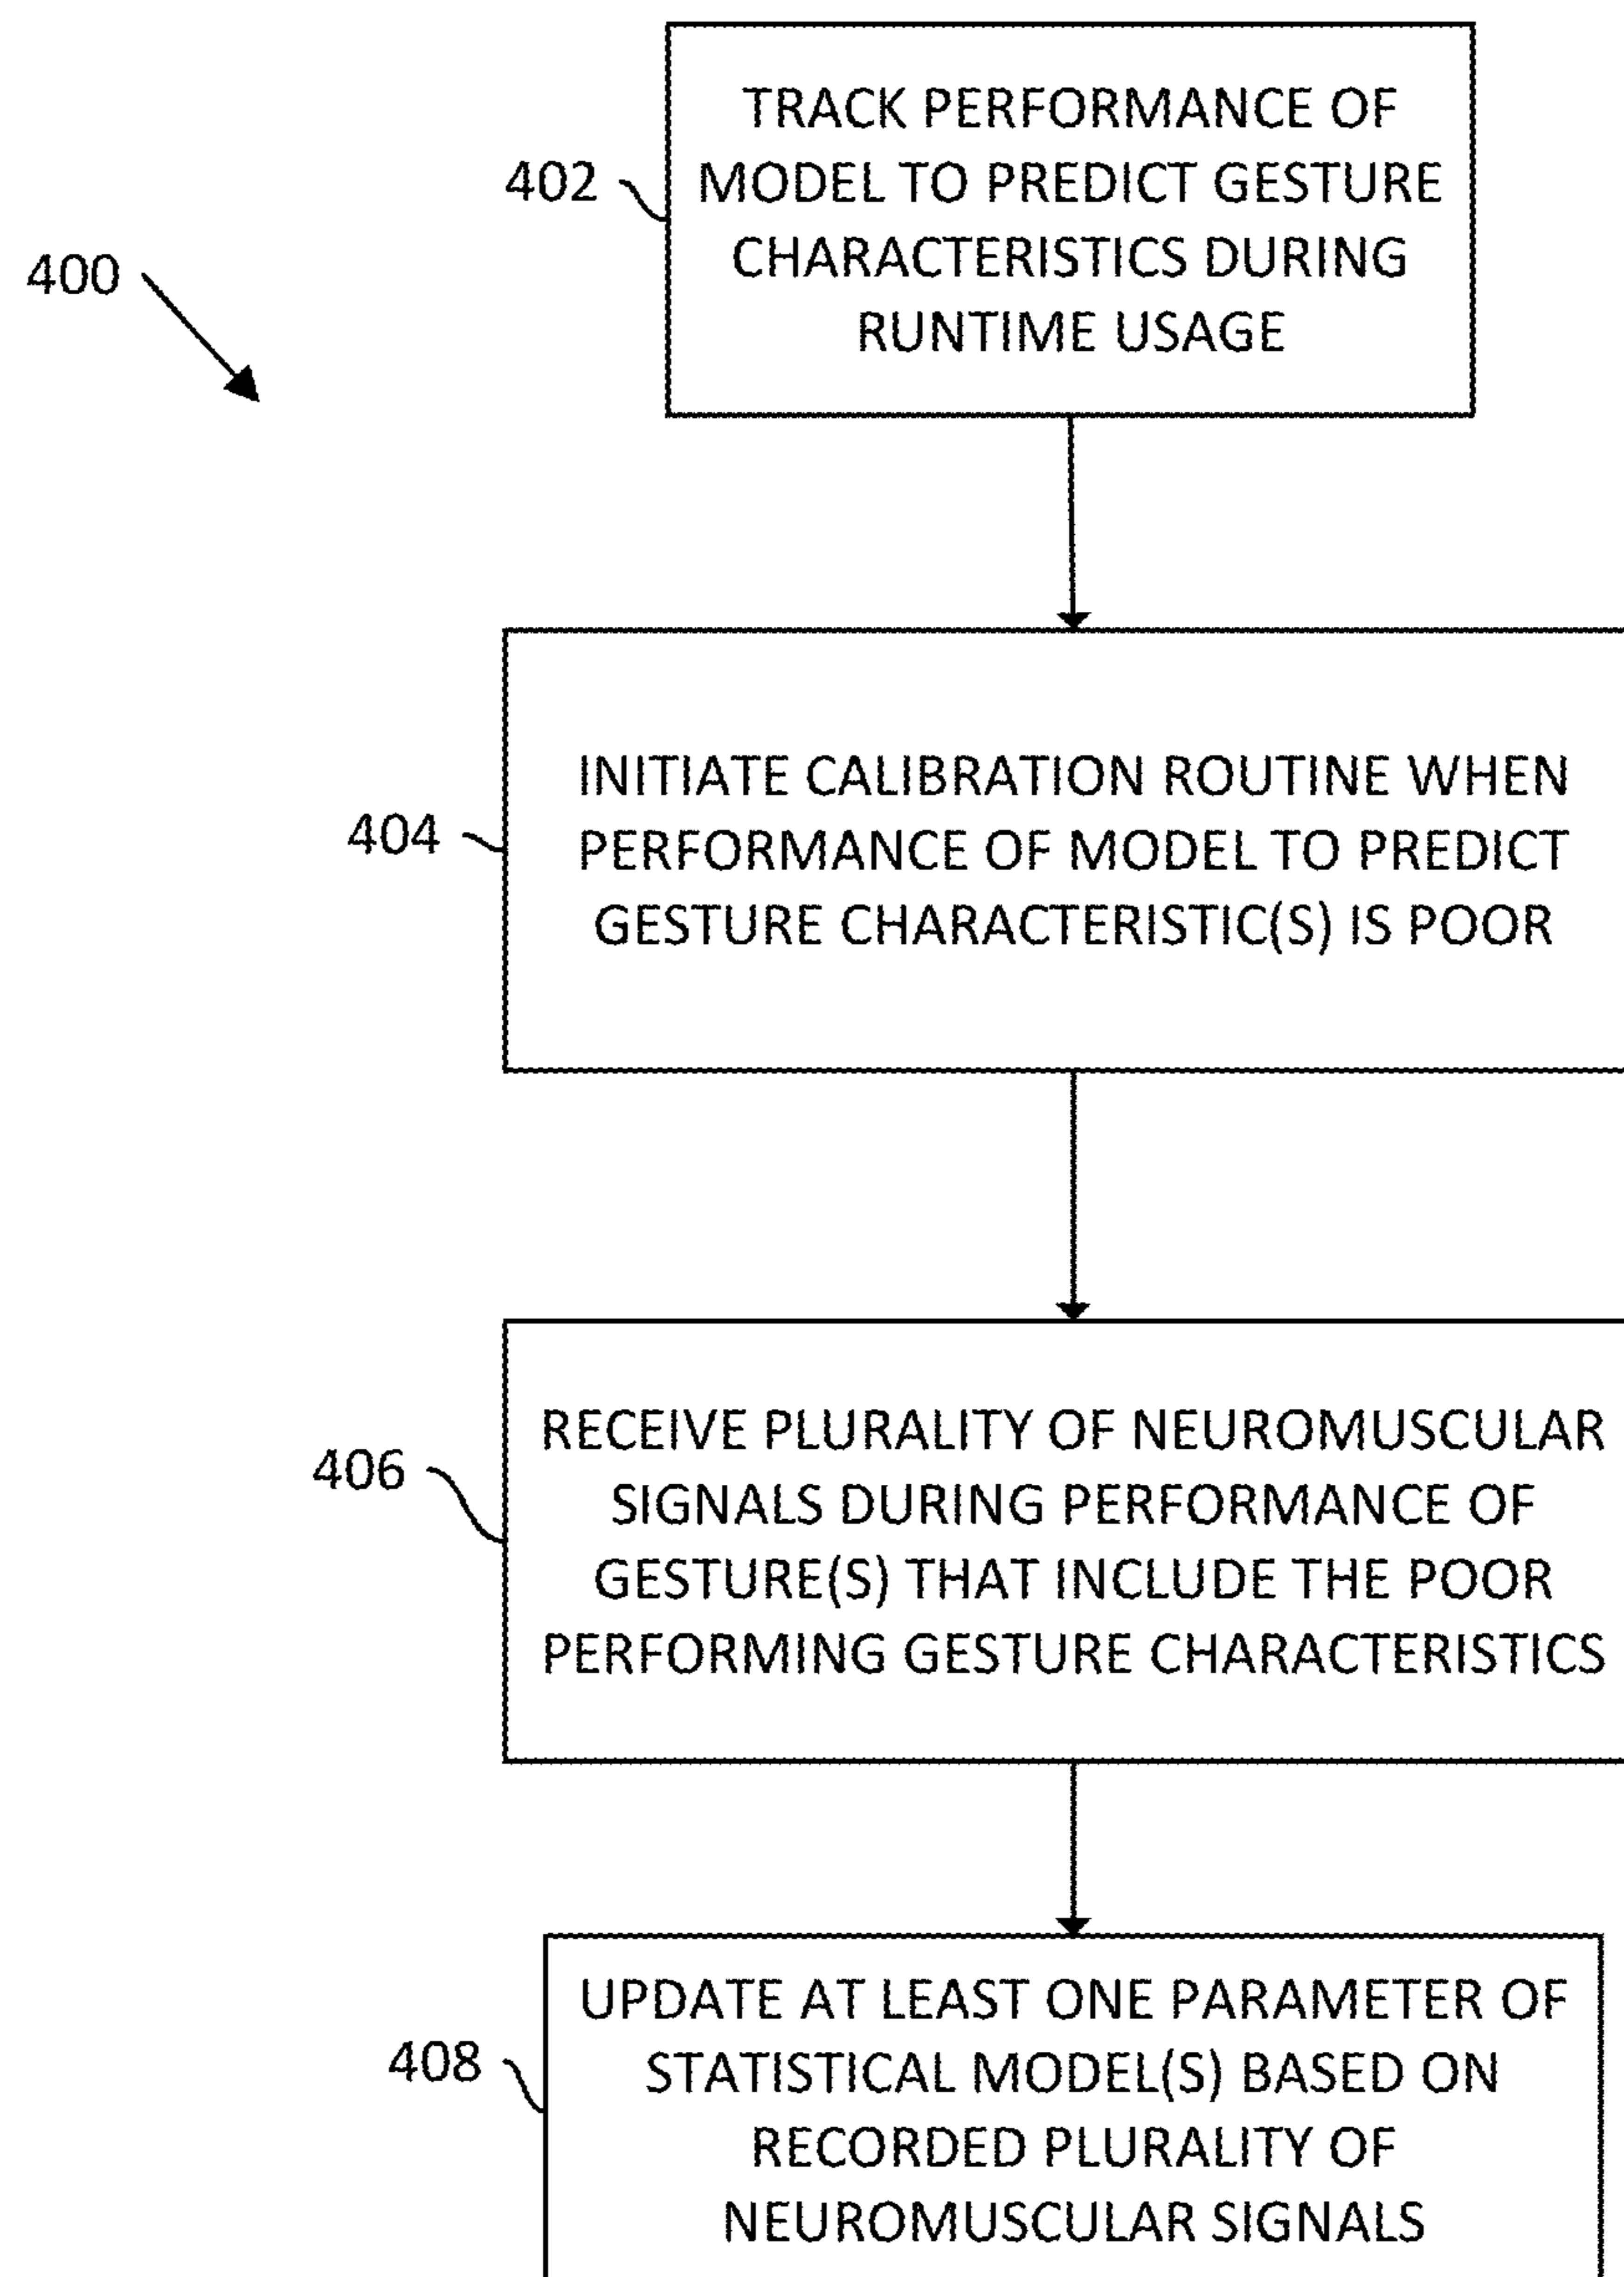 400
402
TRACK PERFORMANCE OF
MODEL TO PREDICT GESTURE
CHARACTERISTICS DURING
RUNTIME USAGE
404
INITIATE CALIBRATION ROUTINE WHEN
PERFORMANCE OF MODEL TO PREDICT
GESTURE CHARACTERISTIC(S) IS POOR
406
RECEIVE PLURALITY OF NEUROMUSCULAR
SIGNALS DURING PERFORMANCE OF
GESTURE(S) THAT INCLUDE THE POOR
PERFORMING GESTURE CHARACTERISTICS
408
UPDATE AT LEAST ONE PARAMETER OF
STATISTICAL MODEL(S) BASED ON
RECORDED PLURALITY OF
NEUROMUSCULAR SIGNALS